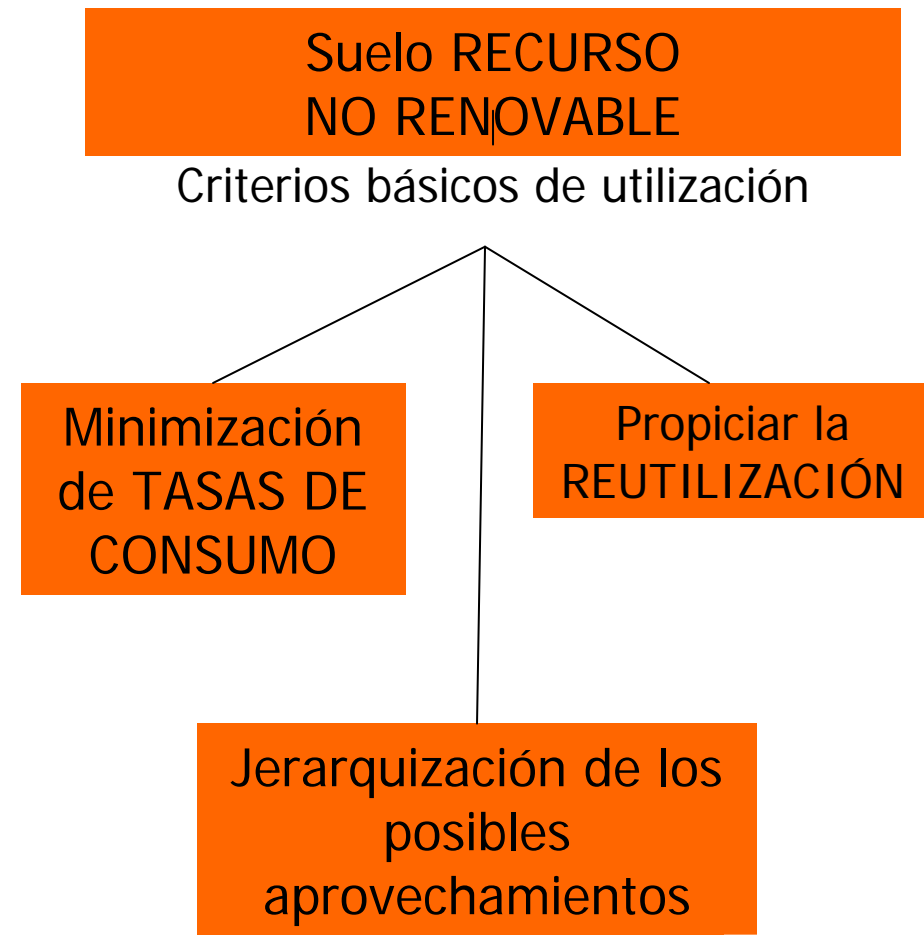 Suelo RECURSO
NO RENOVABLE
Criterios básicos de utilización
Minimización
de TASAS DE
CONSUMO
Propiciar la
REUTILIZACIÓN
Jerarquización de los
posibles
aprovechamientos